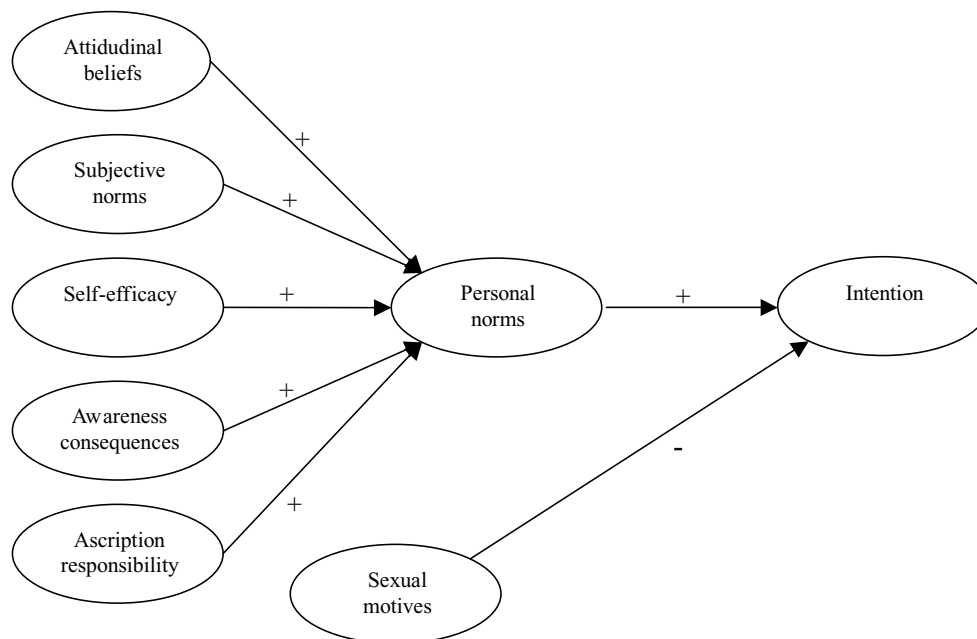 Attidudinal
beliefs
+
Subjective
norms
+
Self-efficacy
+
Personal
norms
+
Intention
Awareness
consequences
+
-
Ascription
responsibility
+
Sexual
motives